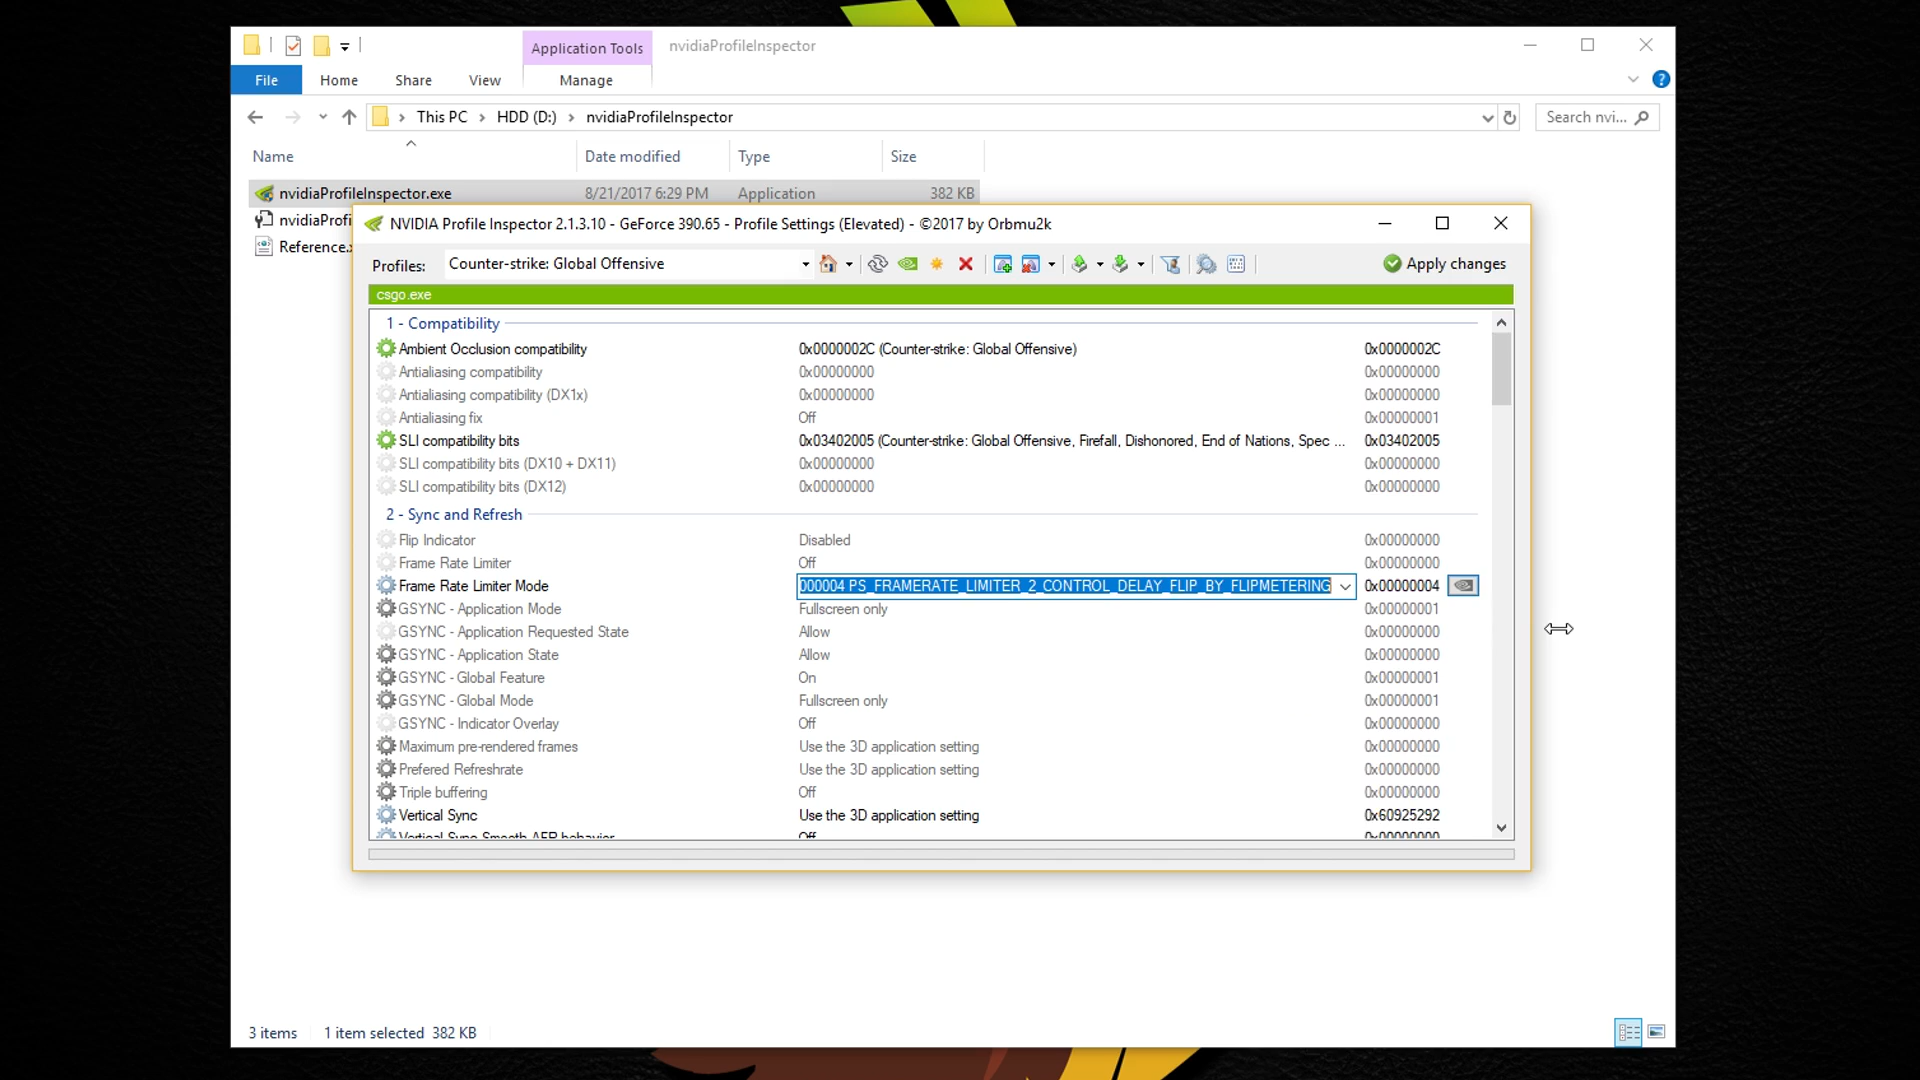 Application Tools
nvidiaProfileInspector
File
Home
Share
View
Manage
This PC
HDD (D:)
nvidiaProfileInspector
Search nvi...
Name
Date modified
Type
Size
nvidiaProfileInspector.exe
8/21/2017 6:29 PM
Application
382 KB
nvidiaProfi
Reference.
NVIDIA Profile Inspector 2.1.3.10 - GeForce 390.65 - Profile Settings (Elevated) - ©2017 by Orbmu2k
Profiles:
Counter-strike: Global Offensive
Apply changes
csgo.exe
1 - Compatibility
Ambient Occlusion compatibility 0x0000002C (Counter-strike: Global Offensive) 0x0000002C
Antialiasing compatibility 0x00000000 0x00000000
Antialiasing compatibility (DX1x) 0x00000000 0x00000000
Antialiasing fix Off 0x00000001
SLI compatibility bits 0x03402005 (Counter-strike: Global Offensive, Firefall, Dishonored, End of Nations, Spec ... 0x03402005
SLI compatibility bits (DX10 + DX11) 0x00000000 0x00000000
SLI compatibility bits (DX12) 0x00000000 0x00000000
2 - Sync and Refresh
Flip Indicator Disabled 0x00000000
Frame Rate Limiter Off 0x00000000
Frame Rate Limiter Mode 000004 PS_FRAMERATE_LIMITER_2_CONTROL_DELAY_FLIP_BY_FLIPMETERING 0x00000004
GSYNC - Application Mode Fullscreen only 0x00000001
GSYNC - Application Requested State Allow 0x00000000
GSYNC - Application State Allow 0x00000000
GSYNC - Global Feature On 0x00000001
GSYNC - Global Mode Fullscreen only 0x00000001
GSYNC - Indicator Overlay Off 0x00000000
Maximum pre-rendered frames Use the 3D application setting 0x00000000
Prefered Refreshrate Use the 3D application setting 0x00000000
Triple buffering Off 0x00000000
Vertical Sync Use the 3D application setting 0x60925292
Vertical Sync Smooth AFR behavior Off 0x00000000
3 items
1 item selected 382 KB